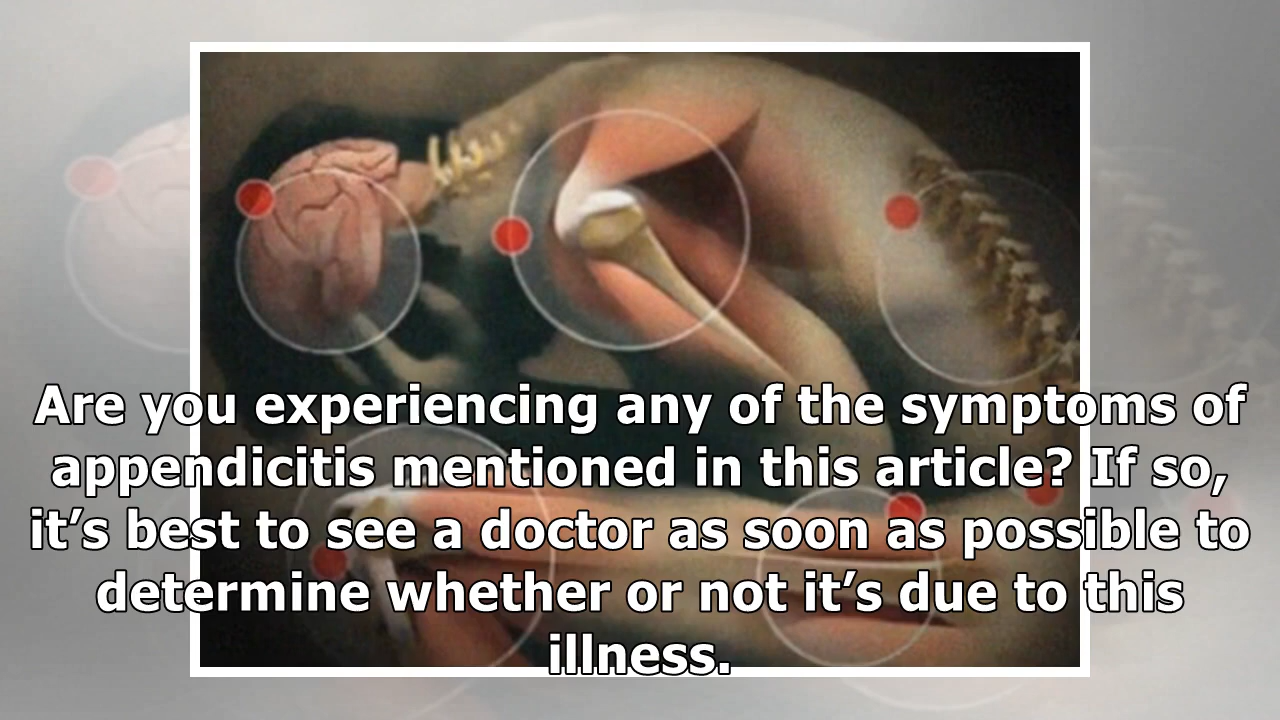 Are you experiencing any of the symptoms of
appendicitis mentioned in this article? If so,
it’s best to see a doctor as soon as possible to
determine whether or not it’s due to this
illness.